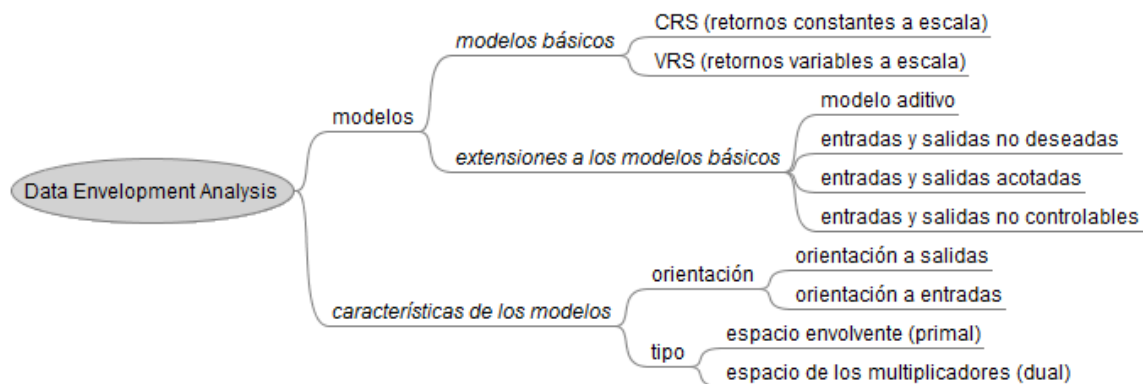 CRS (retornos constantes a escala)
modelos básicos
VRS (retornos variables a escala)
modelo aditivo
modelos
entradas y salidas no deseadas
extensiones a los modelos básicos
entradas y salidas acotadas
Data Envelopment Analysis
entradas y salidas no controlables
orientación a salidas
orientación
orientación a entradas
características de los modelos
espacio envolvente (primal)
tipo
espacio de los multiplicadores (dual)